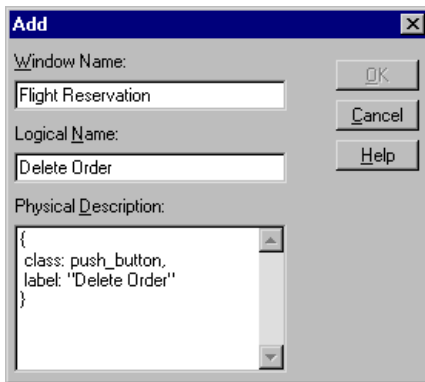 Add
Window Name:
Flight Reservation
OK
Cancel
Logical Name:
Delete Order
Help
Physical Description:
{
class: push_button,
label: "Delete Order"
}